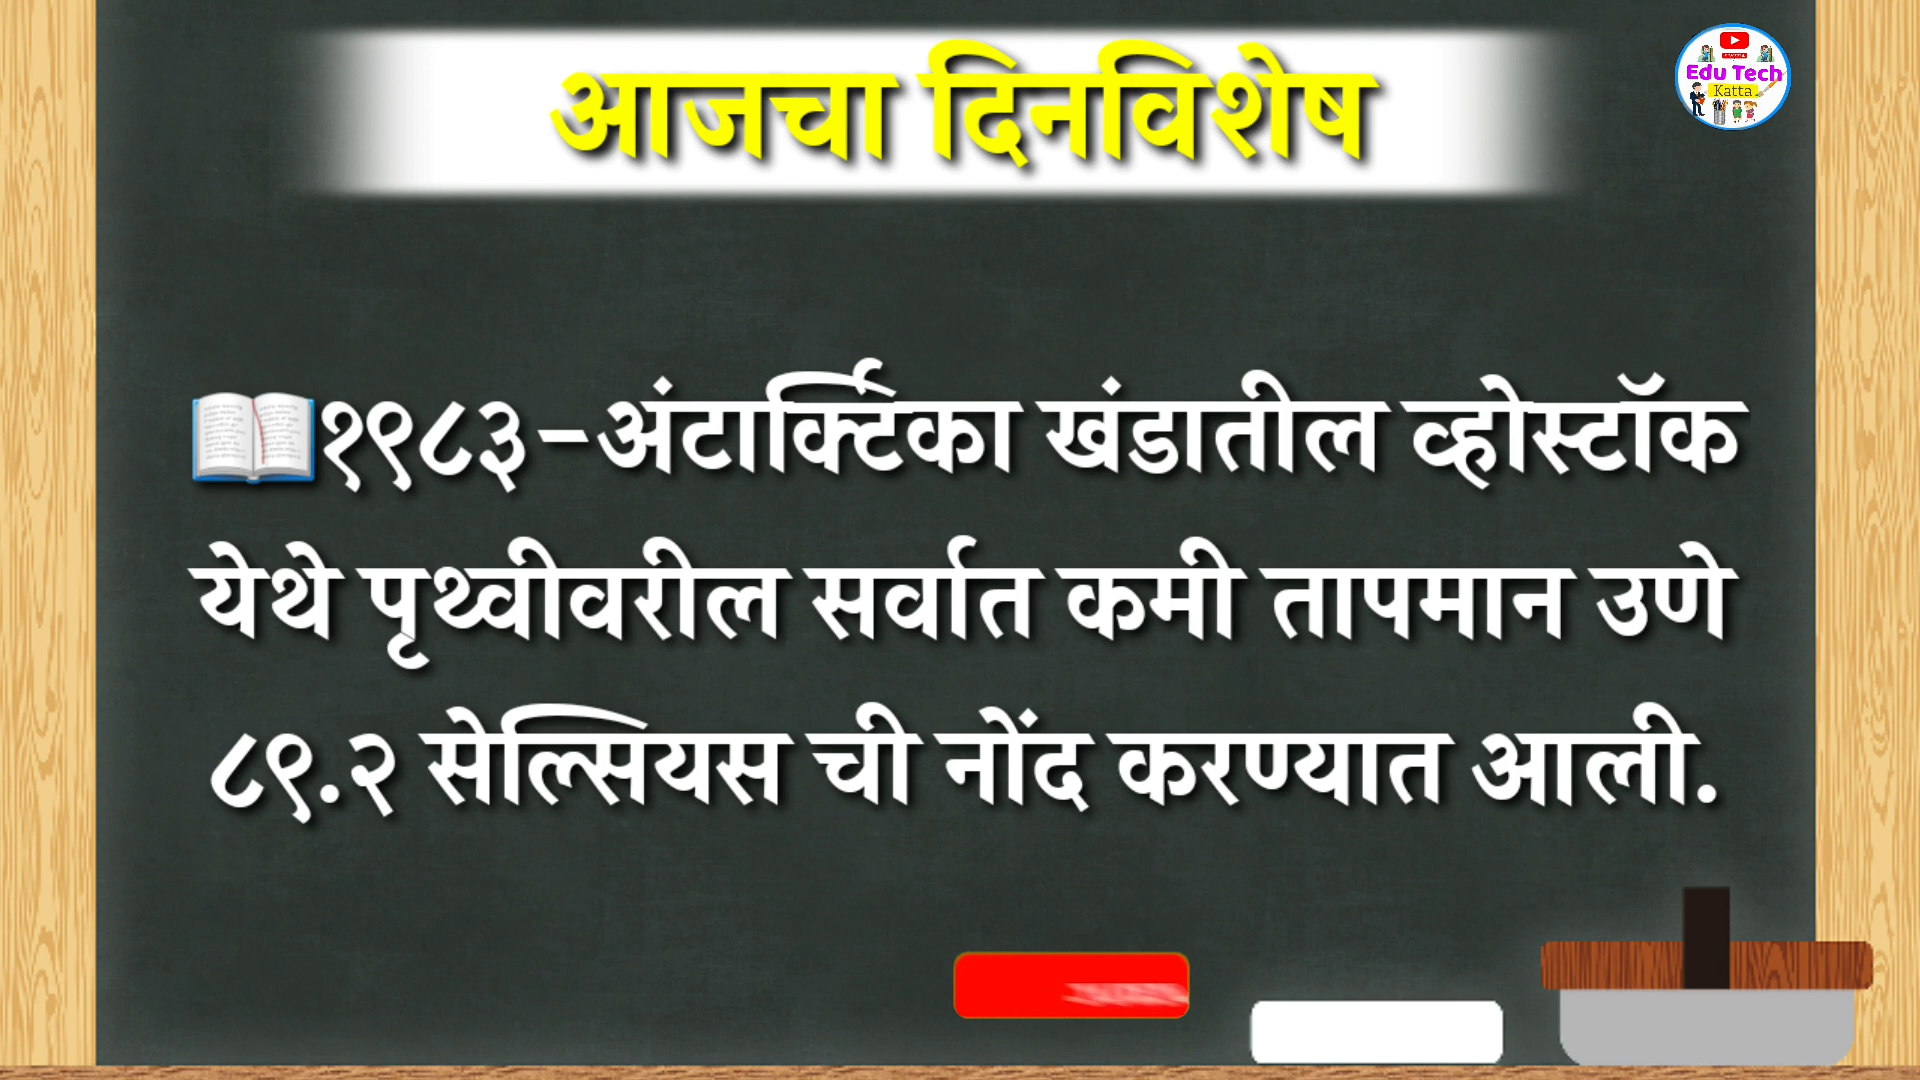 आजचा दिनविशेष
Edu Tech
Katta
📖१९८३-अंटार्क्टिका खंडातील व्होस्टॉक
येथे पृथ्वीवरील सर्वात कमी तापमान उणे
८९.२ सेल्सियस ची नोंद करण्यात आली.